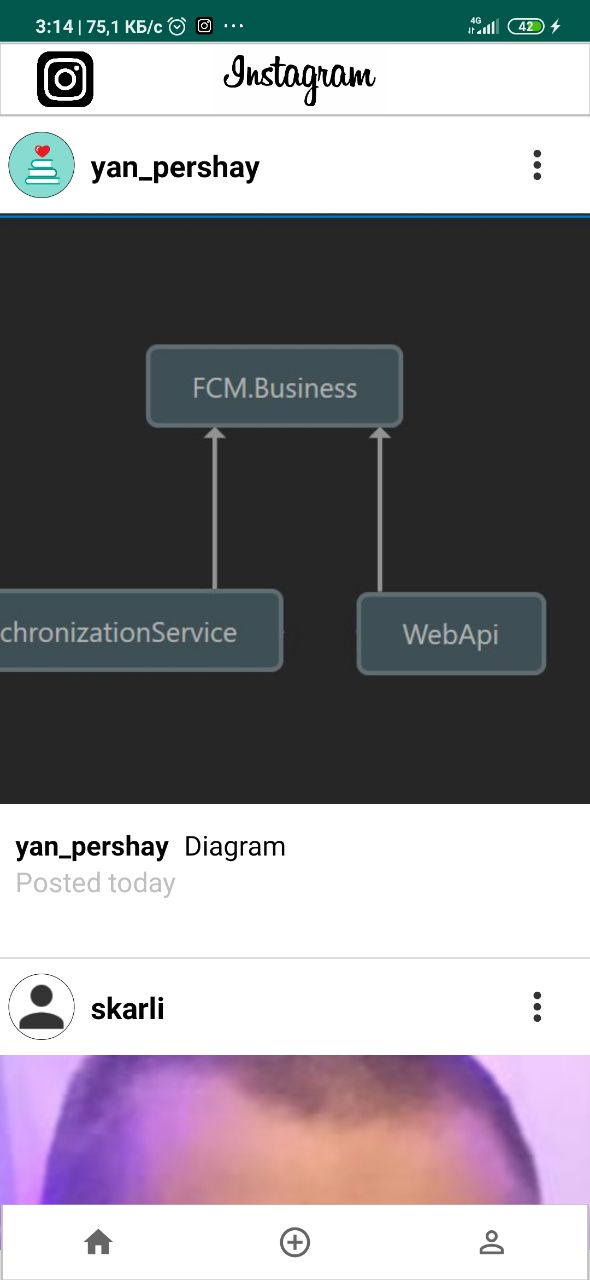 3:14 | 75,1 КБ/с ... 4G 42
Instagram
yan_pershay
FCM.Business
chronizationService WebApi
yan_pershay Diagram
Posted today
skarli